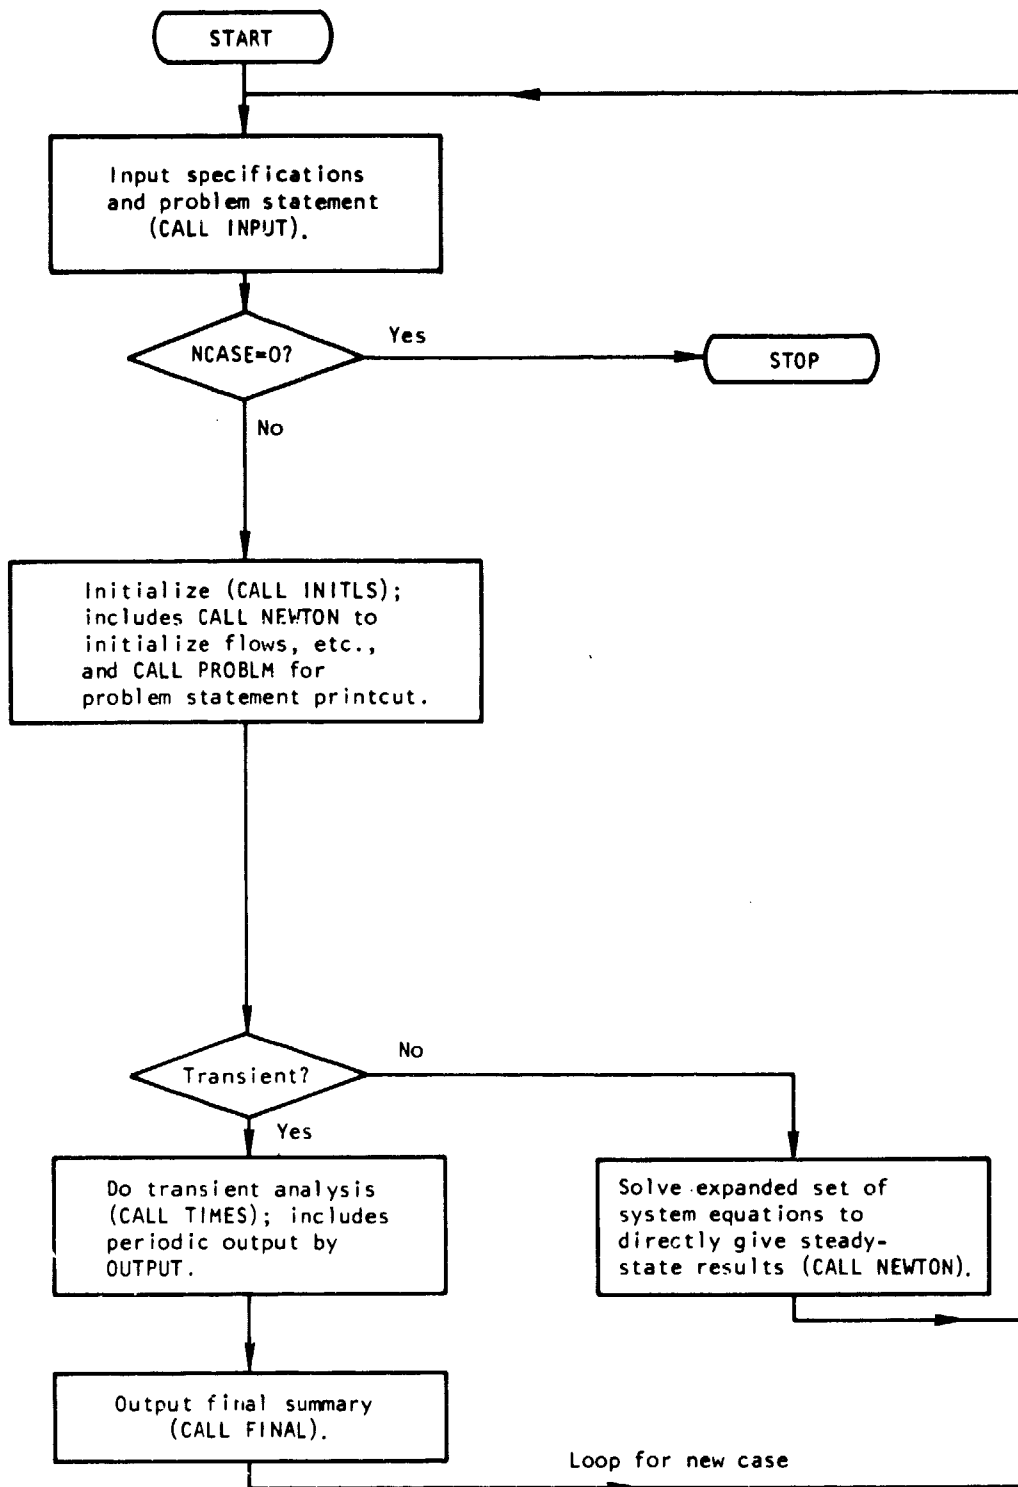 START
Input specifications
and problem statement
(CALL INPUT).
NCASE=0?
Yes
STOP
No
Initialize (CALL INITLS);
includes CALL NEWTON to
initialize flows, etc.,
and CALL PROBLM for
problem statement printcut.
Transient?
No
Yes
Do transient analysis
(CALL TIMES); includes
periodic output by
OUTPUT.
Solve expanded set of
system equations to
directly give steady-
state results (CALL NEWTON).
Output final summary
(CALL FINAL).
Loop for new case